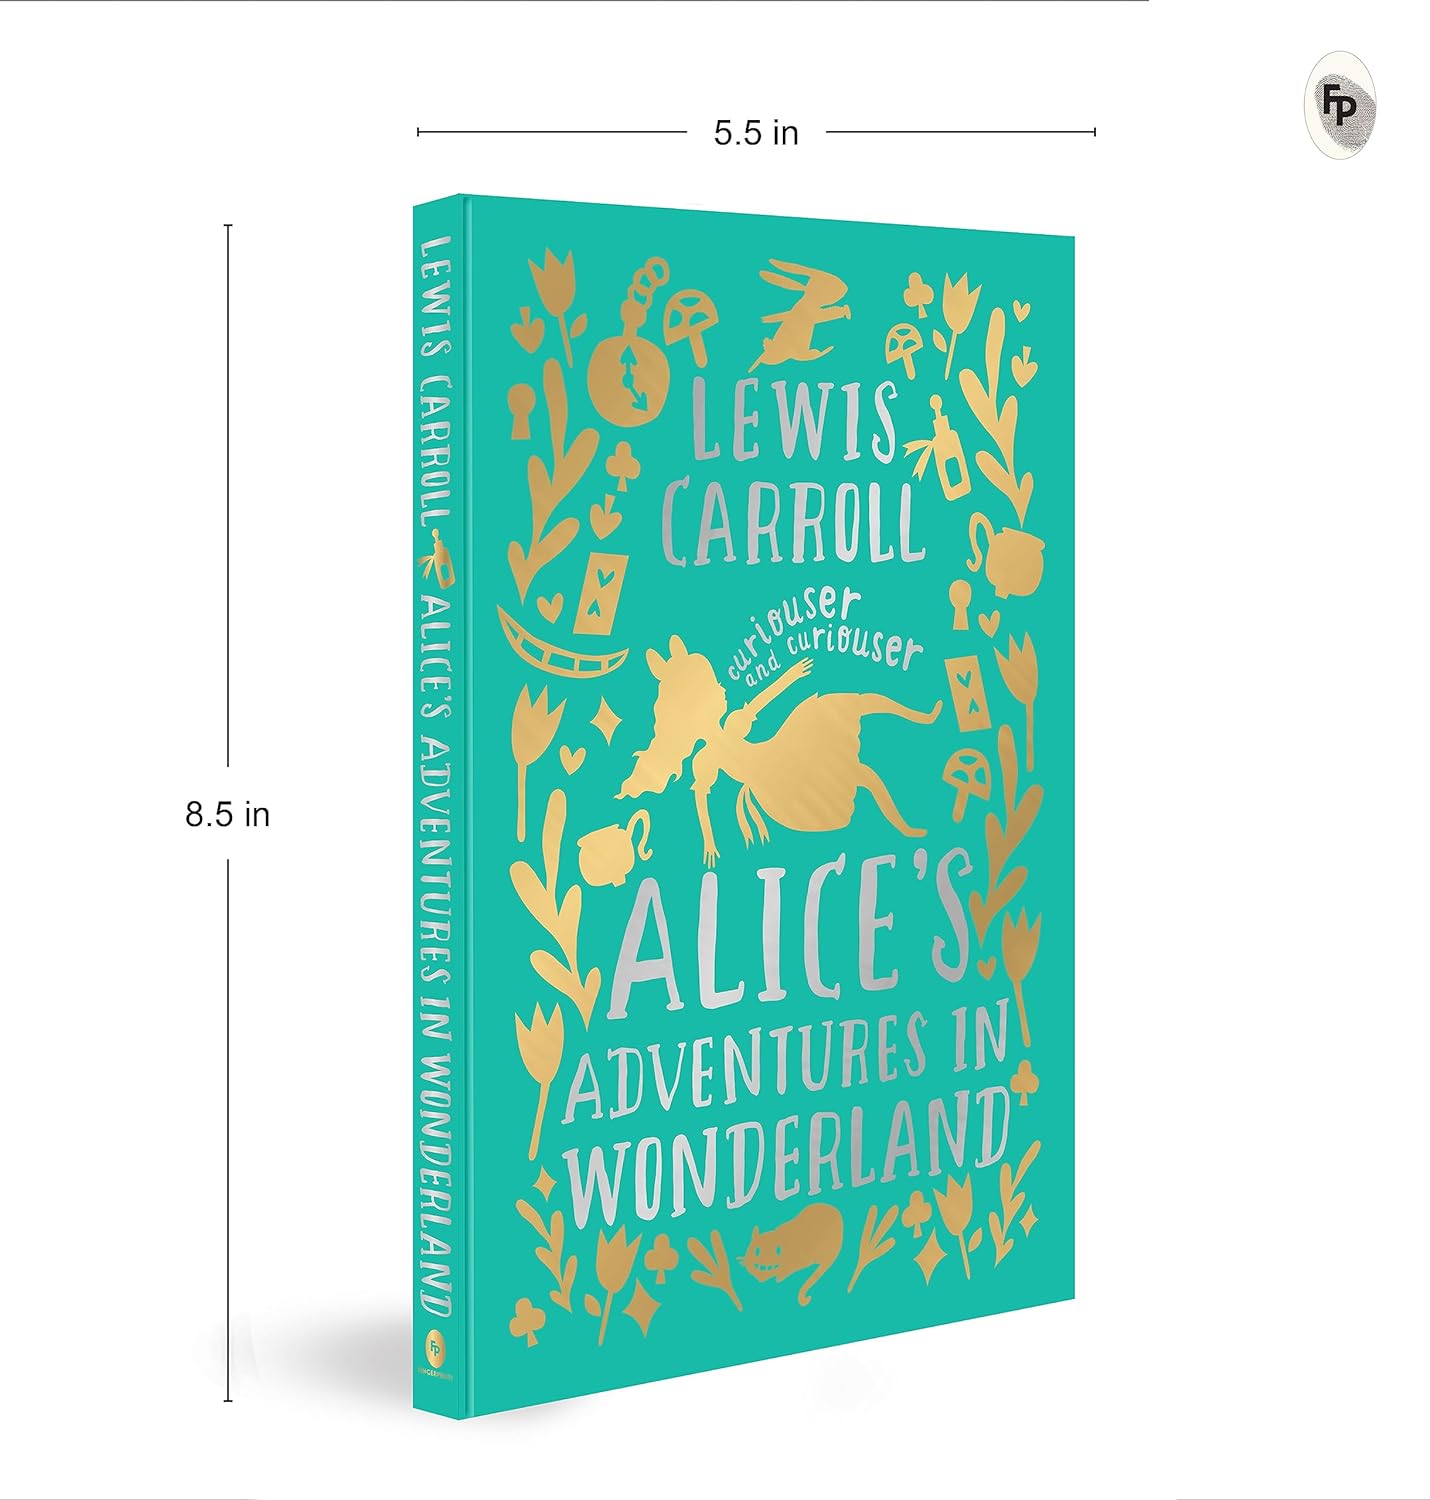 5.5 in
FP
8.5 in
LEWIS CARROLL ALICE'S ADVENTURES IN WONDERLAND
FP
FINGERPRINT
LEWIS
CARROLL
curiouser
and curiouser
ALICE'S
ADVENTURES IN
WONDERLAND